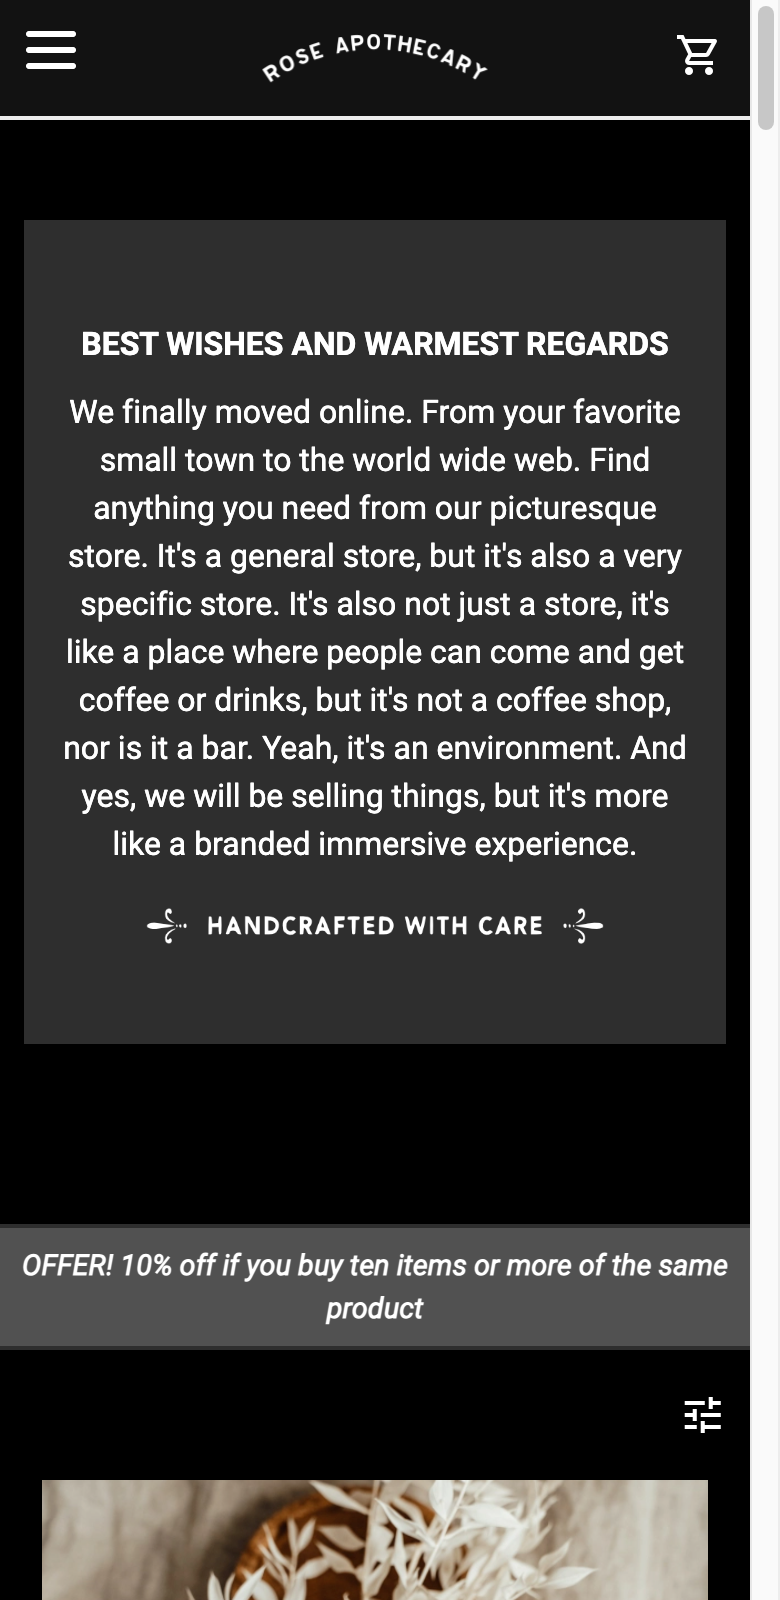 ROSE APOTHECARY
BEST WISHES AND WARMEST REGARDS
We finally moved online. From your favorite
small town to the world wide web. Find
anything you need from our picturesque
store. It's a general store, but it's also a very
specific store. It's also not just a store, it's
like a place where people can come and get
coffee or drinks, but it's not a coffee shop,
nor is it a bar. Yeah, it's an environment. And
yes, we will be selling things, but it's more
like a branded immersive experience.
HANDCRAFTED WITH CARE
OFFER! 10% off if you buy ten items or more of the same
product